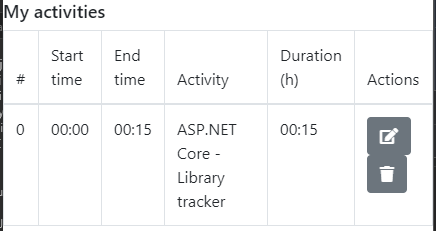 My activities
# Start time End time Activity Duration (h) Actions
0 00:00 00:15 ASP.NET Core - Library tracker 00:15